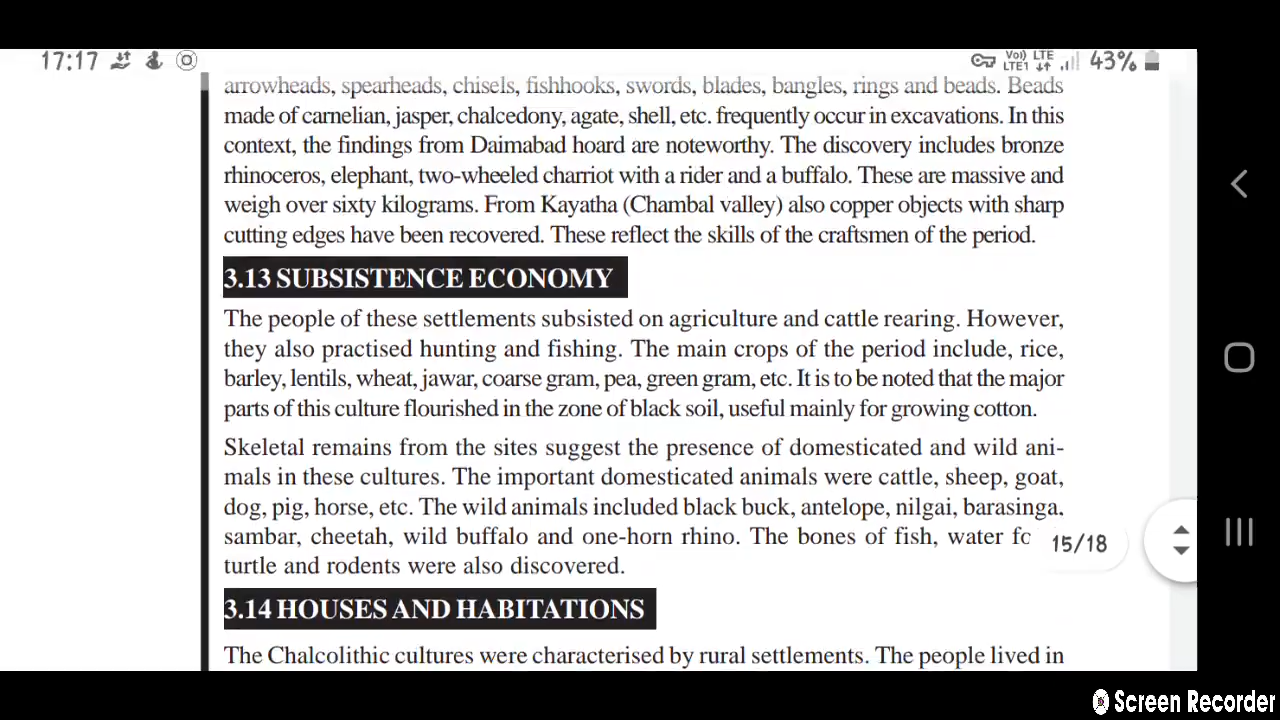 17:17
Vo) LTE
LTE1
43%
arrowheads, spearheads, chisels, fishhooks, swords, blades, bangles, rings and beads. Beads
made of carnelian, jasper, chalcedony, agate, shell, etc. frequently occur in excavations. In this
context, the findings from Daimabad hoard are noteworthy. The discovery includes bronze
rhinoceros, elephant, two-wheeled charriot with a rider and a buffalo. These are massive and
weigh over sixty kilograms. From Kayatha (Chambal valley) also copper objects with sharp
cutting edges have been recovered. These reflect the skills of the craftsmen of the period.
3.13 SUBSISTENCE ECONOMY
The people of these settlements subsisted on agriculture and cattle rearing. However,
they also practised hunting and fishing. The main crops of the period include, rice,
barley, lentils, wheat, jawar, coarse gram, pea, green gram, etc. It is to be noted that the major
parts of this culture flourished in the zone of black soil, useful mainly for growing cotton.
Skeletal remains from the sites suggest the presence of domesticated and wild ani-
mals in these cultures. The important domesticated animals were cattle, sheep, goat,
dog, pig, horse, etc. The wild animals included black buck, antelope, nilgai, barasinga,
sambar, cheetah, wild buffalo and one-horn rhino. The bones of fish, water
15/18
turtle and rodents were also discovered.
3.14 HOUSES AND HABITATIONS
The Chalcolithic cultures were characterised by rural settlements. The people lived in
Screen Recorder